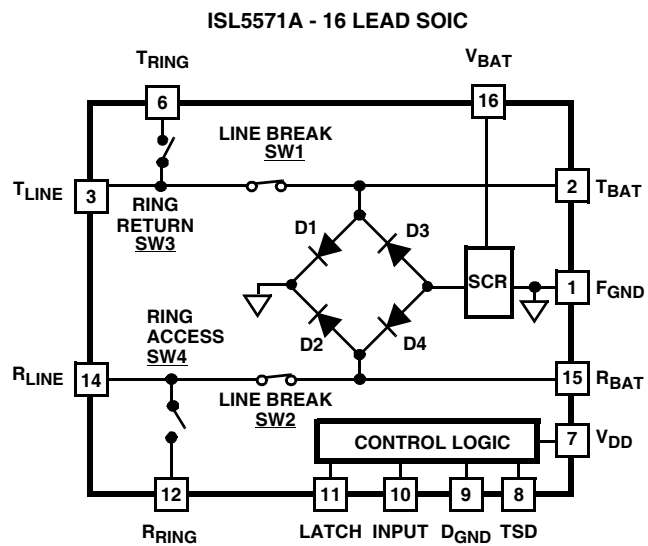 ISL5571A - 16 LEAD SOIC
TRING
VBAT
6
16
LINE BREAK
SW1
TLINE
3
2
TBAT
RING
RETURN
SW3
D1
D3
SCR
1
FGND
RING
ACCESS
SW4
D2
D4
RLINE
14
15
RBAT
LINE BREAK
SW2
CONTROL LOGIC
7
VDD
12
11
10
9
8
RRING
LATCH
INPUT
DGND
TSD